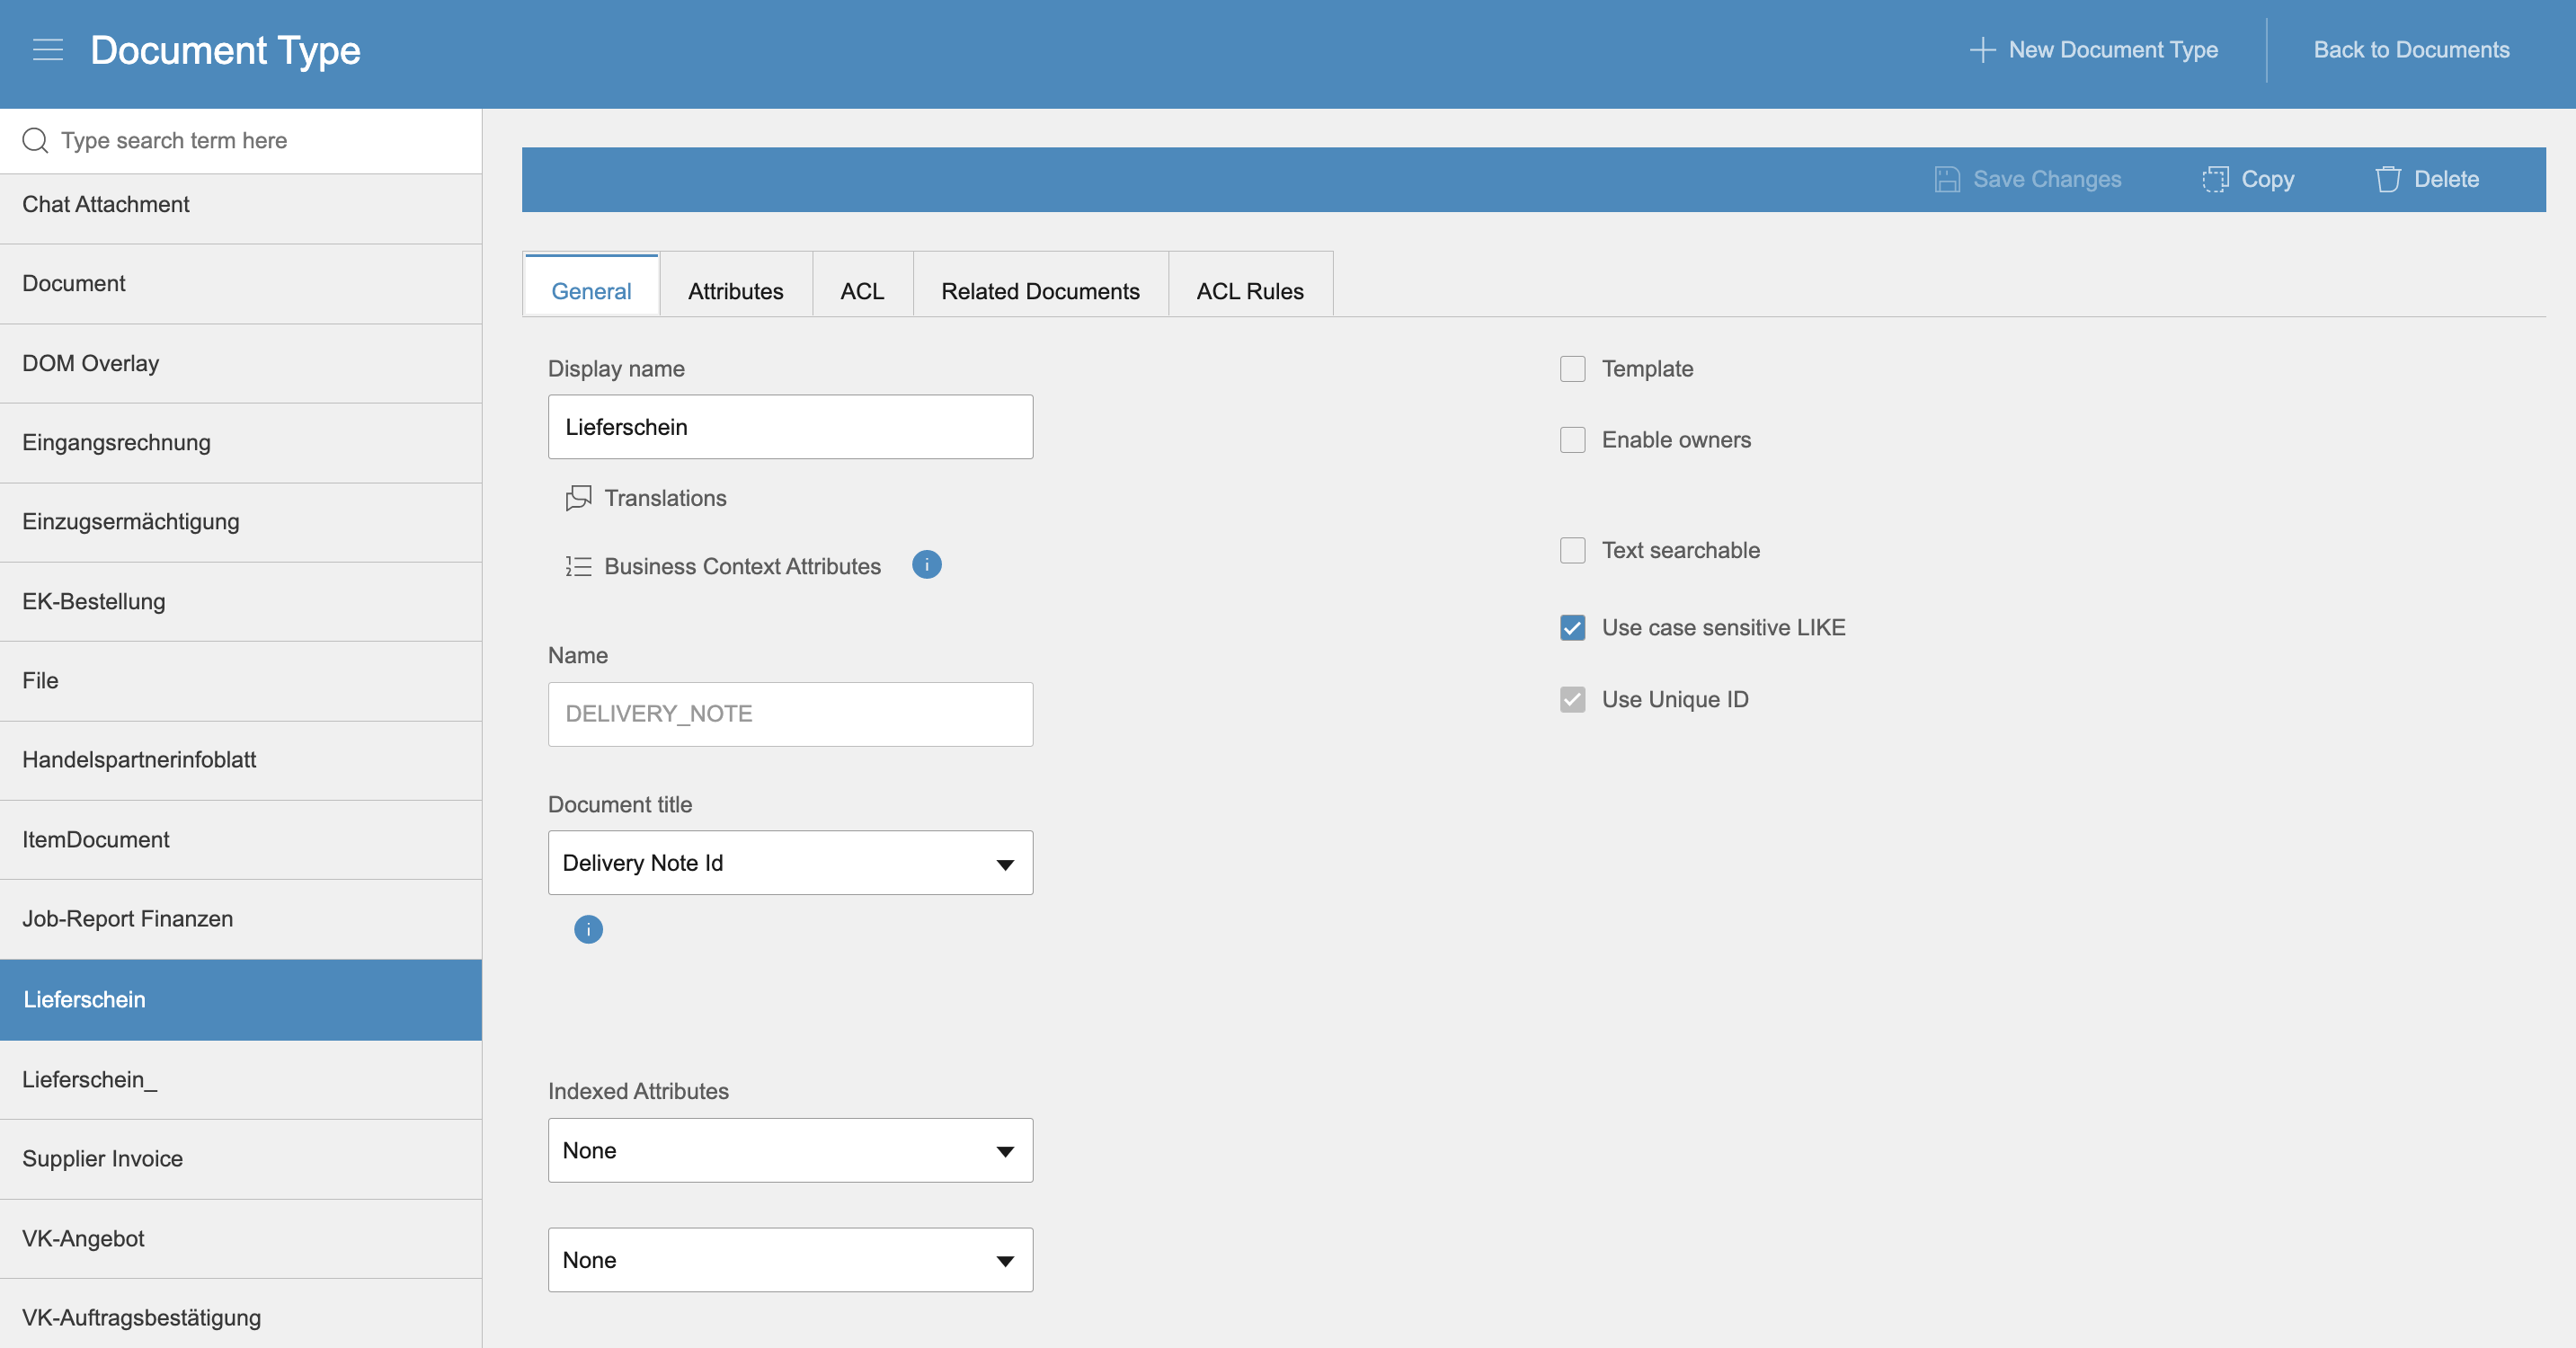 Document Type
New Document Type
Back to Documents
Type search term here
Chat Attachment
Document
DOM Overlay
Eingangsrechnung
Einzugsermächtigung
EK-Bestellung
File
Handelspartnerinfoblatt
ItemDocument
Job-Report Finanzen
Lieferschein
Lieferschein_
Supplier Invoice
VK-Angebot
VK-Auftragsbestätigung
Save Changes
Copy
Delete
General
Attributes
ACL
Related Documents
ACL Rules
Display name
Lieferschein
Translations
Business Context Attributes
i
Name
DELIVERY_NOTE
Document title
Delivery Note Id
i
Indexed Attributes
None
None
Template
Enable owners
Text searchable
Use case sensitive LIKE
Use Unique ID